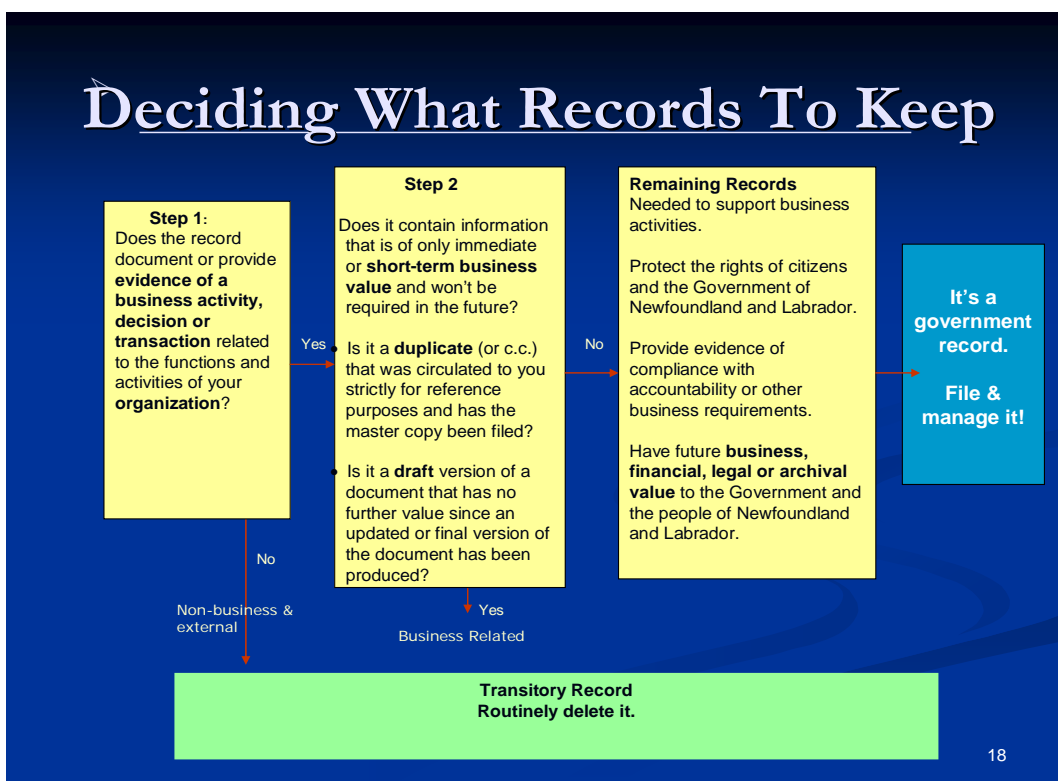 Deciding What Records To Keep
Step 1:
Does the record
document or provide
evidence of a
business activity,
decision or
transaction related
to the functions and
activities of your
organization?
Yes
No
Non-business &
external
Step 2
Does it contain information
that is of only immediate
or short-term business
value and won't be
required in the future?
• Is it a duplicate (or c.c.)
that was circulated to you
strictly for reference
purposes and has the
master copy been filed?
• Is it a draft version of a
document that has no
further value since an
updated or final version of
the document has been
produced?
No
Yes
Business Related
Remaining Records
Needed to support business
activities.
Protect the rights of citizens
and the Government of
Newfoundland and Labrador.
Provide evidence of
compliance with
accountability or other
business requirements.
Have future business,
financial, legal or archival
value to the Government and
the people of Newfoundland
and Labrador.
It's a
government
record.
File &
manage it!
Transitory Record
Routinely delete it.
18